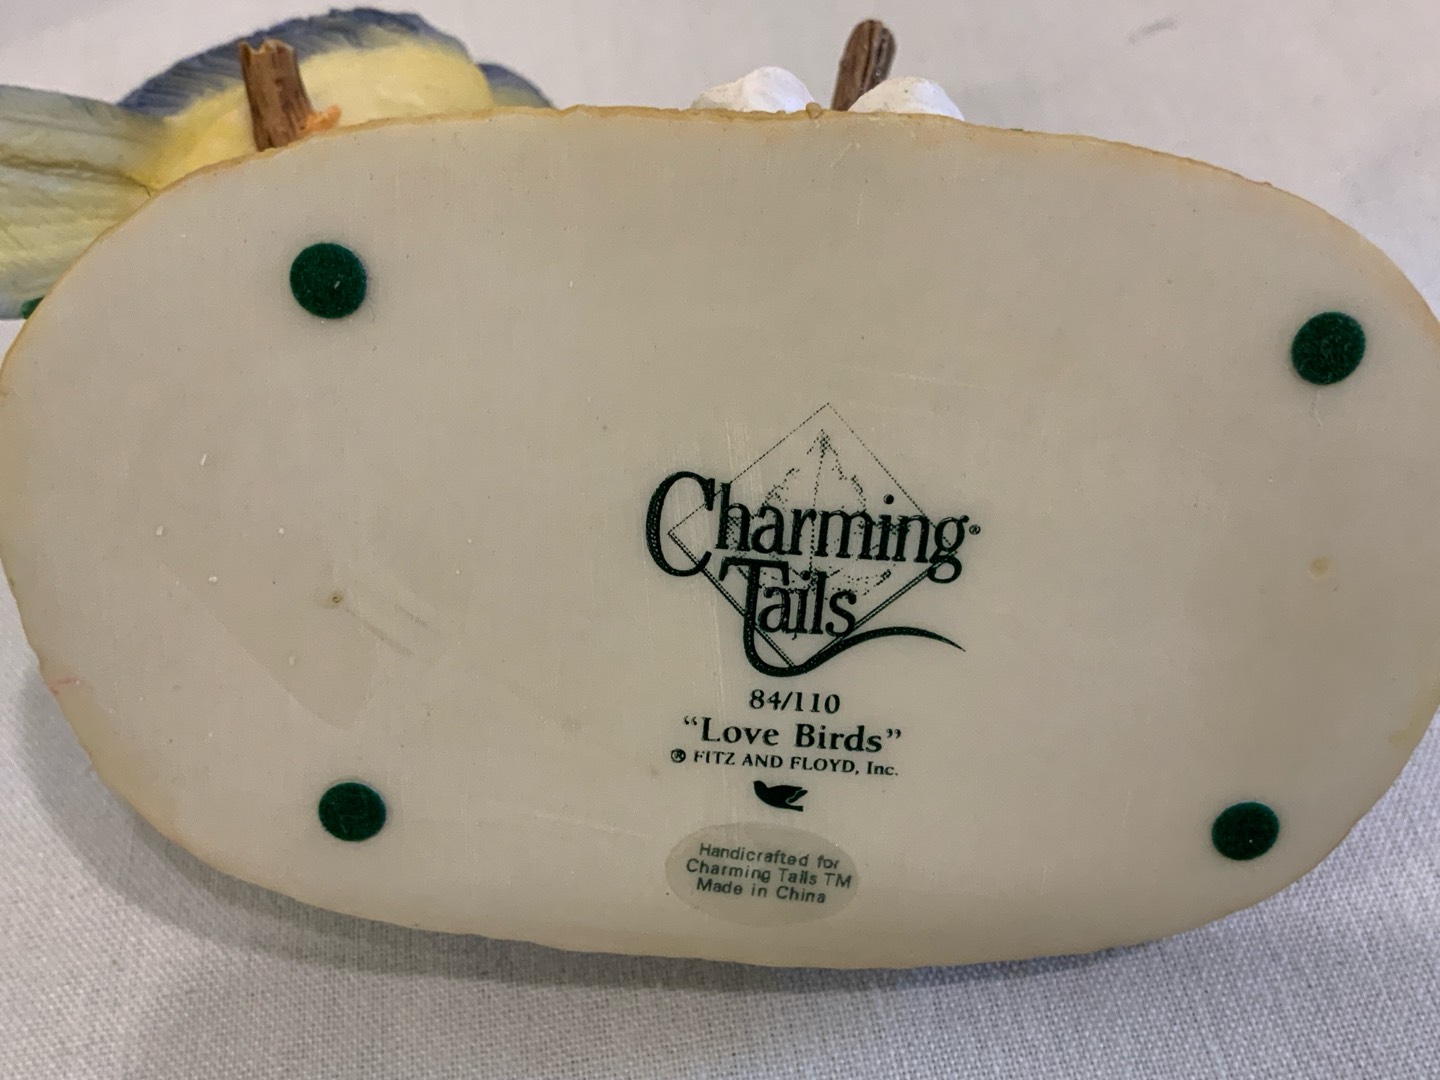 Charming®
Tails
84/110
“Love Birds”
® FITZ AND FLOYD, Inc.
Handicrafted for
Charming Tails TM
Made in China